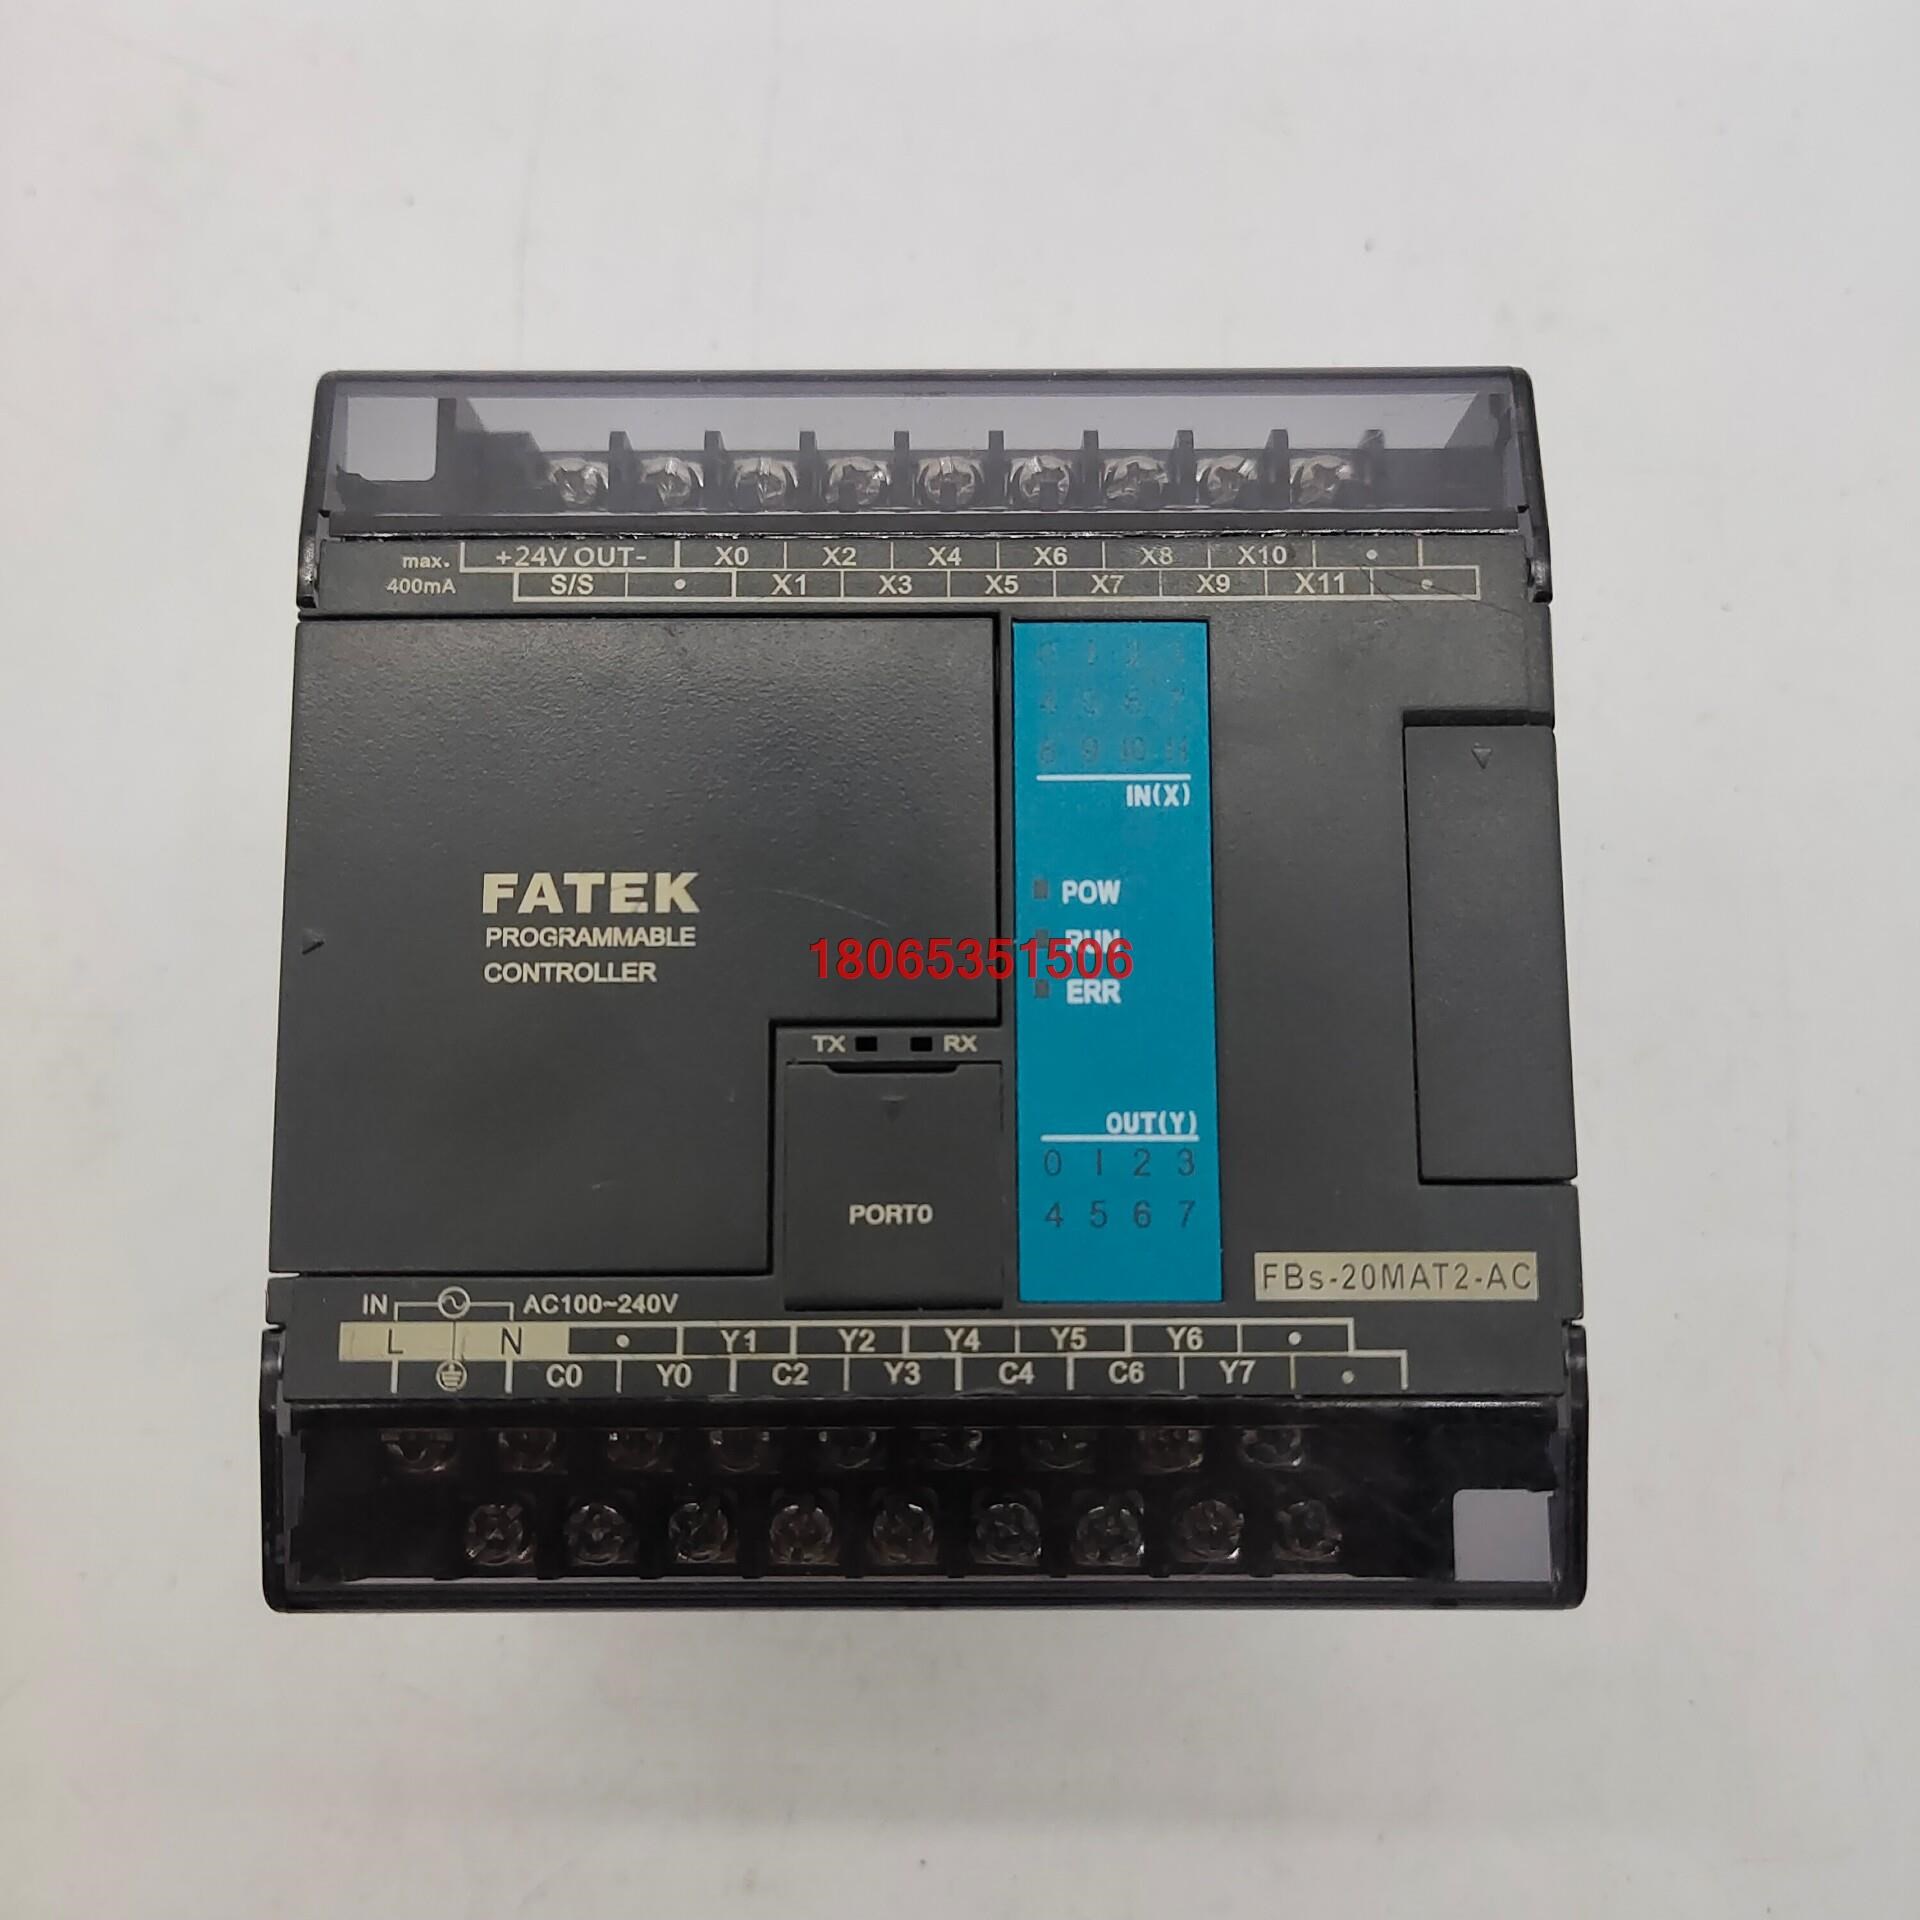 max. +24V OUT- X0 X2 X4 X6 X8 X10
400mA S/S X1 X3 X5 X7 X9 X11
0 1 2 3
4 5 6 7
8 9 10 11
IN(X)
FATEK
PROGRAMMABLE
CONTROLLER
POW
RUN
ERR
18065351506
TX RX
PORT0
OUT(Y)
0 1 2 3
4 5 6 7
FBs-20MAT2-AC
IN AC100~240V
L N Y1 Y2 Y4 Y5 Y6
C0 Y0 C2 Y3 C4 C6 Y7